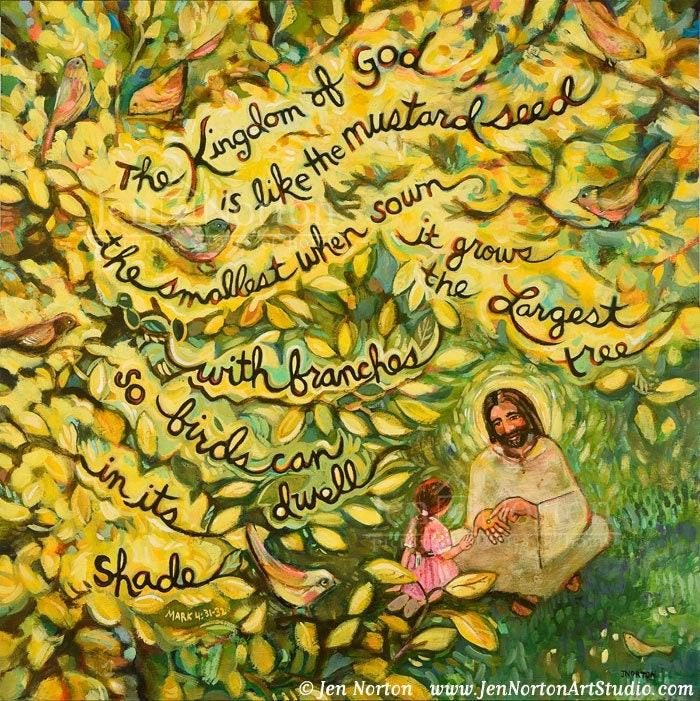 The Kingdom of God
is like the mustard seed
the smallest when sown
it grows
the Largest
tree
with branches
so birds can
dwell
in its
shade
MARK 4:31-32
JNORTON
© Jen Norton www.JenNortonArtStudio.com